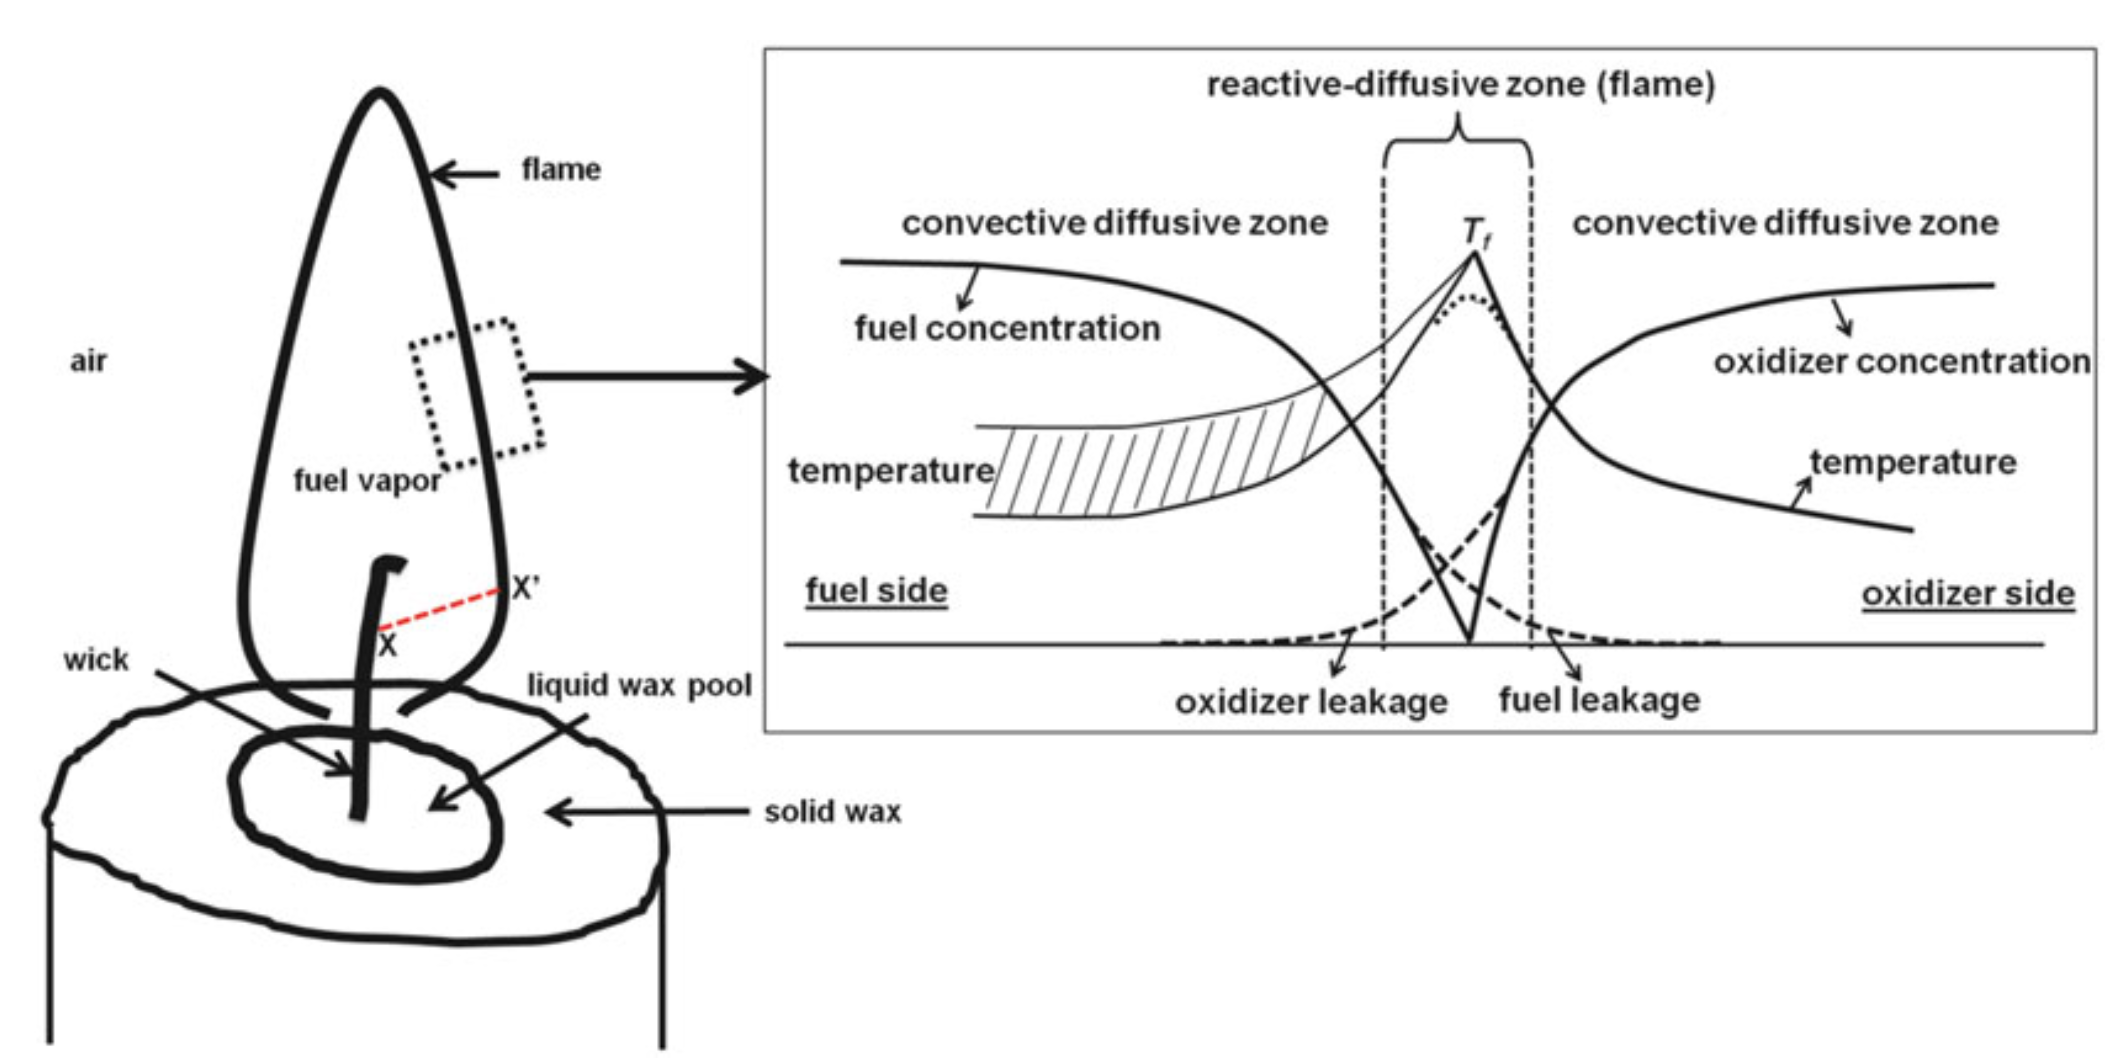 flame
air
fuel vapor
X'
X
wick
liquid wax pool
solid wax
reactive-diffusive zone (flame)
convective diffusive zone
convective diffusive zone
Tf
fuel concentration
oxidizer concentration
temperature
temperature
fuel side
oxidizer side
oxidizer leakage
fuel leakage